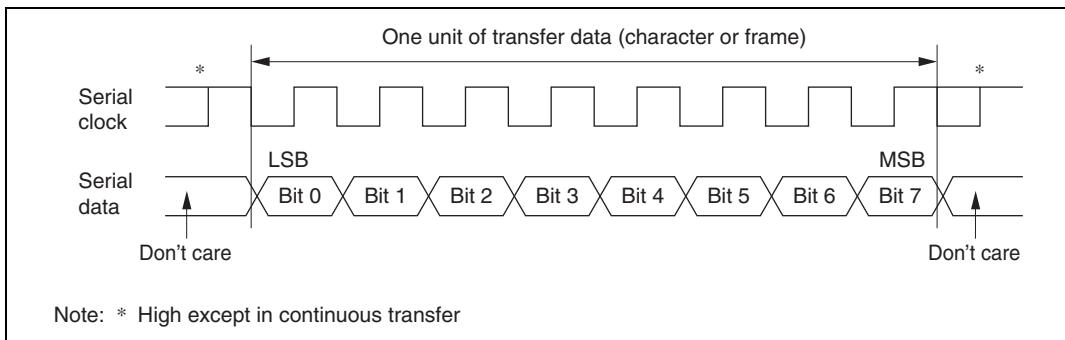 One unit of transfer data (character or frame)
* *
Serial
clock
LSB MSB
Serial
data
Bit 0 Bit 1 Bit 2 Bit 3 Bit 4 Bit 5 Bit 6 Bit 7
Don't care Don't care
Note: * High except in continuous transfer